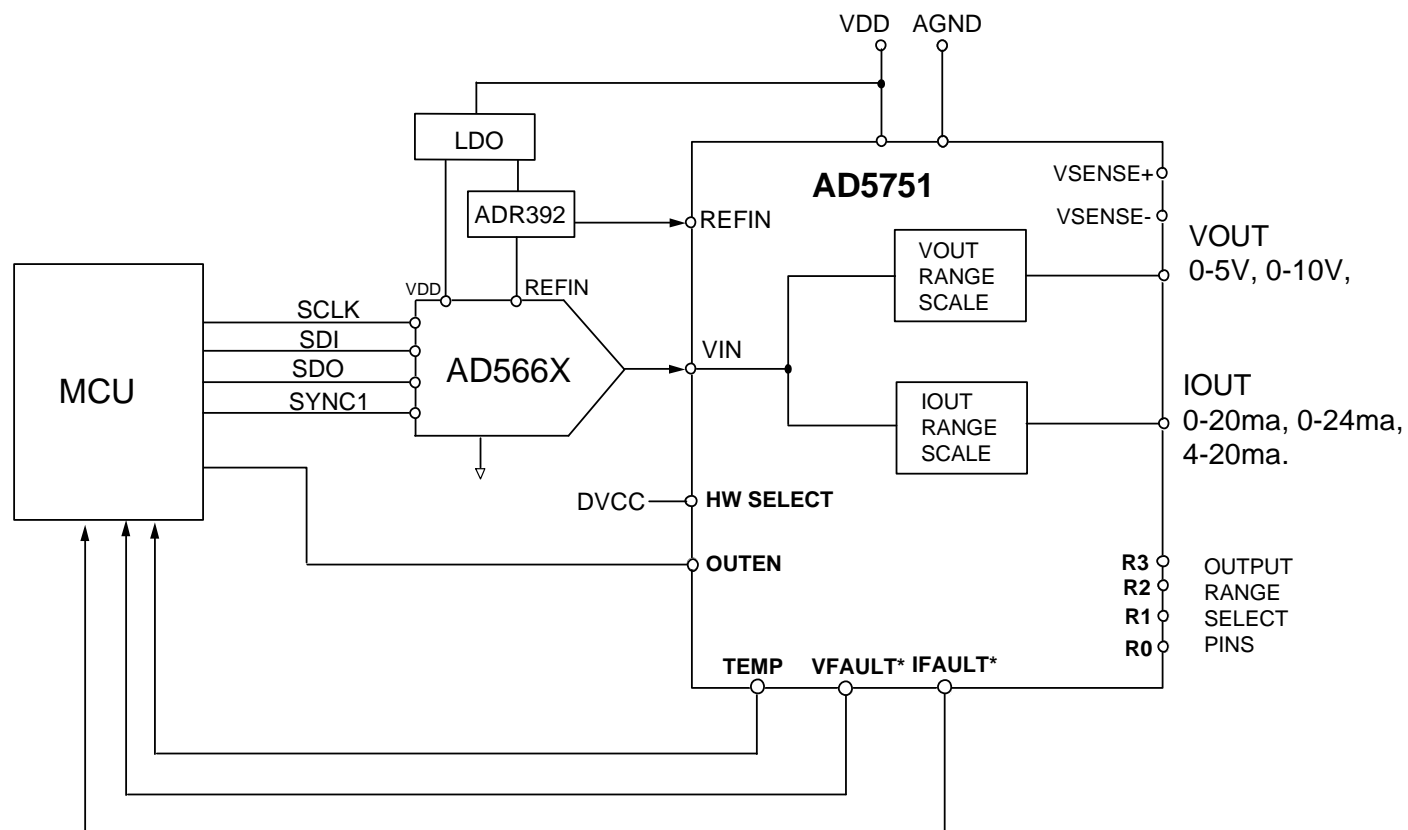 VDD AGND
LDO
AD5751
VSENSE+
ADR392
REFIN
VSENSE-
VOUT
0-5V, 0-10V,
VOUT
RANGE
SCALE
VDD
REFIN
SCLK
SDI
SDO
SYNC1
MCU
AD566X
VIN
IOUT
RANGE
SCALE
IOUT
0-20ma, 0-24ma,
4-20ma.
DVCC
HW SELECT
OUTEN
R3
R2
R1
R0
OUTPUT
RANGE
SELECT
PINS
TEMP VFAULT* IFAULT*